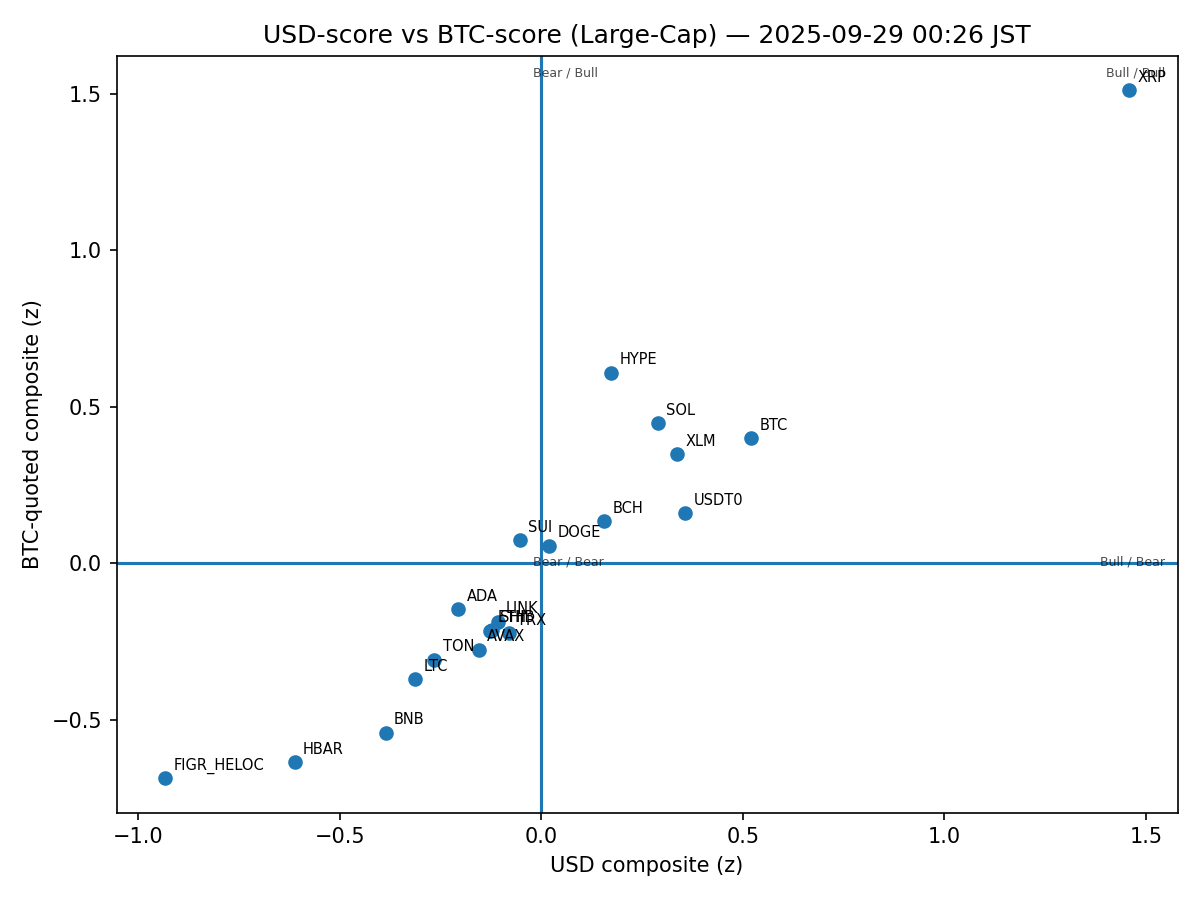 USD-score vs BTC-score (Large-Cap) — 2025-09-29 00:26 JST
Bear / Bull
Bull / Bull
XRP
1.5
1.0
HYPE
0.5
SOL
BTC
XLM
USDT0
BCH
SUI
DOGE
0.0
Bear / Bear
Bull / Bear
ADA
LINK
ETH
SHIB
TRX
AVAX
TON
LTC
−0.5
BNB
HBAR
FIGR_HELOC
−1.0
−0.5
0.0
0.5
1.0
1.5
USD composite (z)
BTC-quoted composite (z)